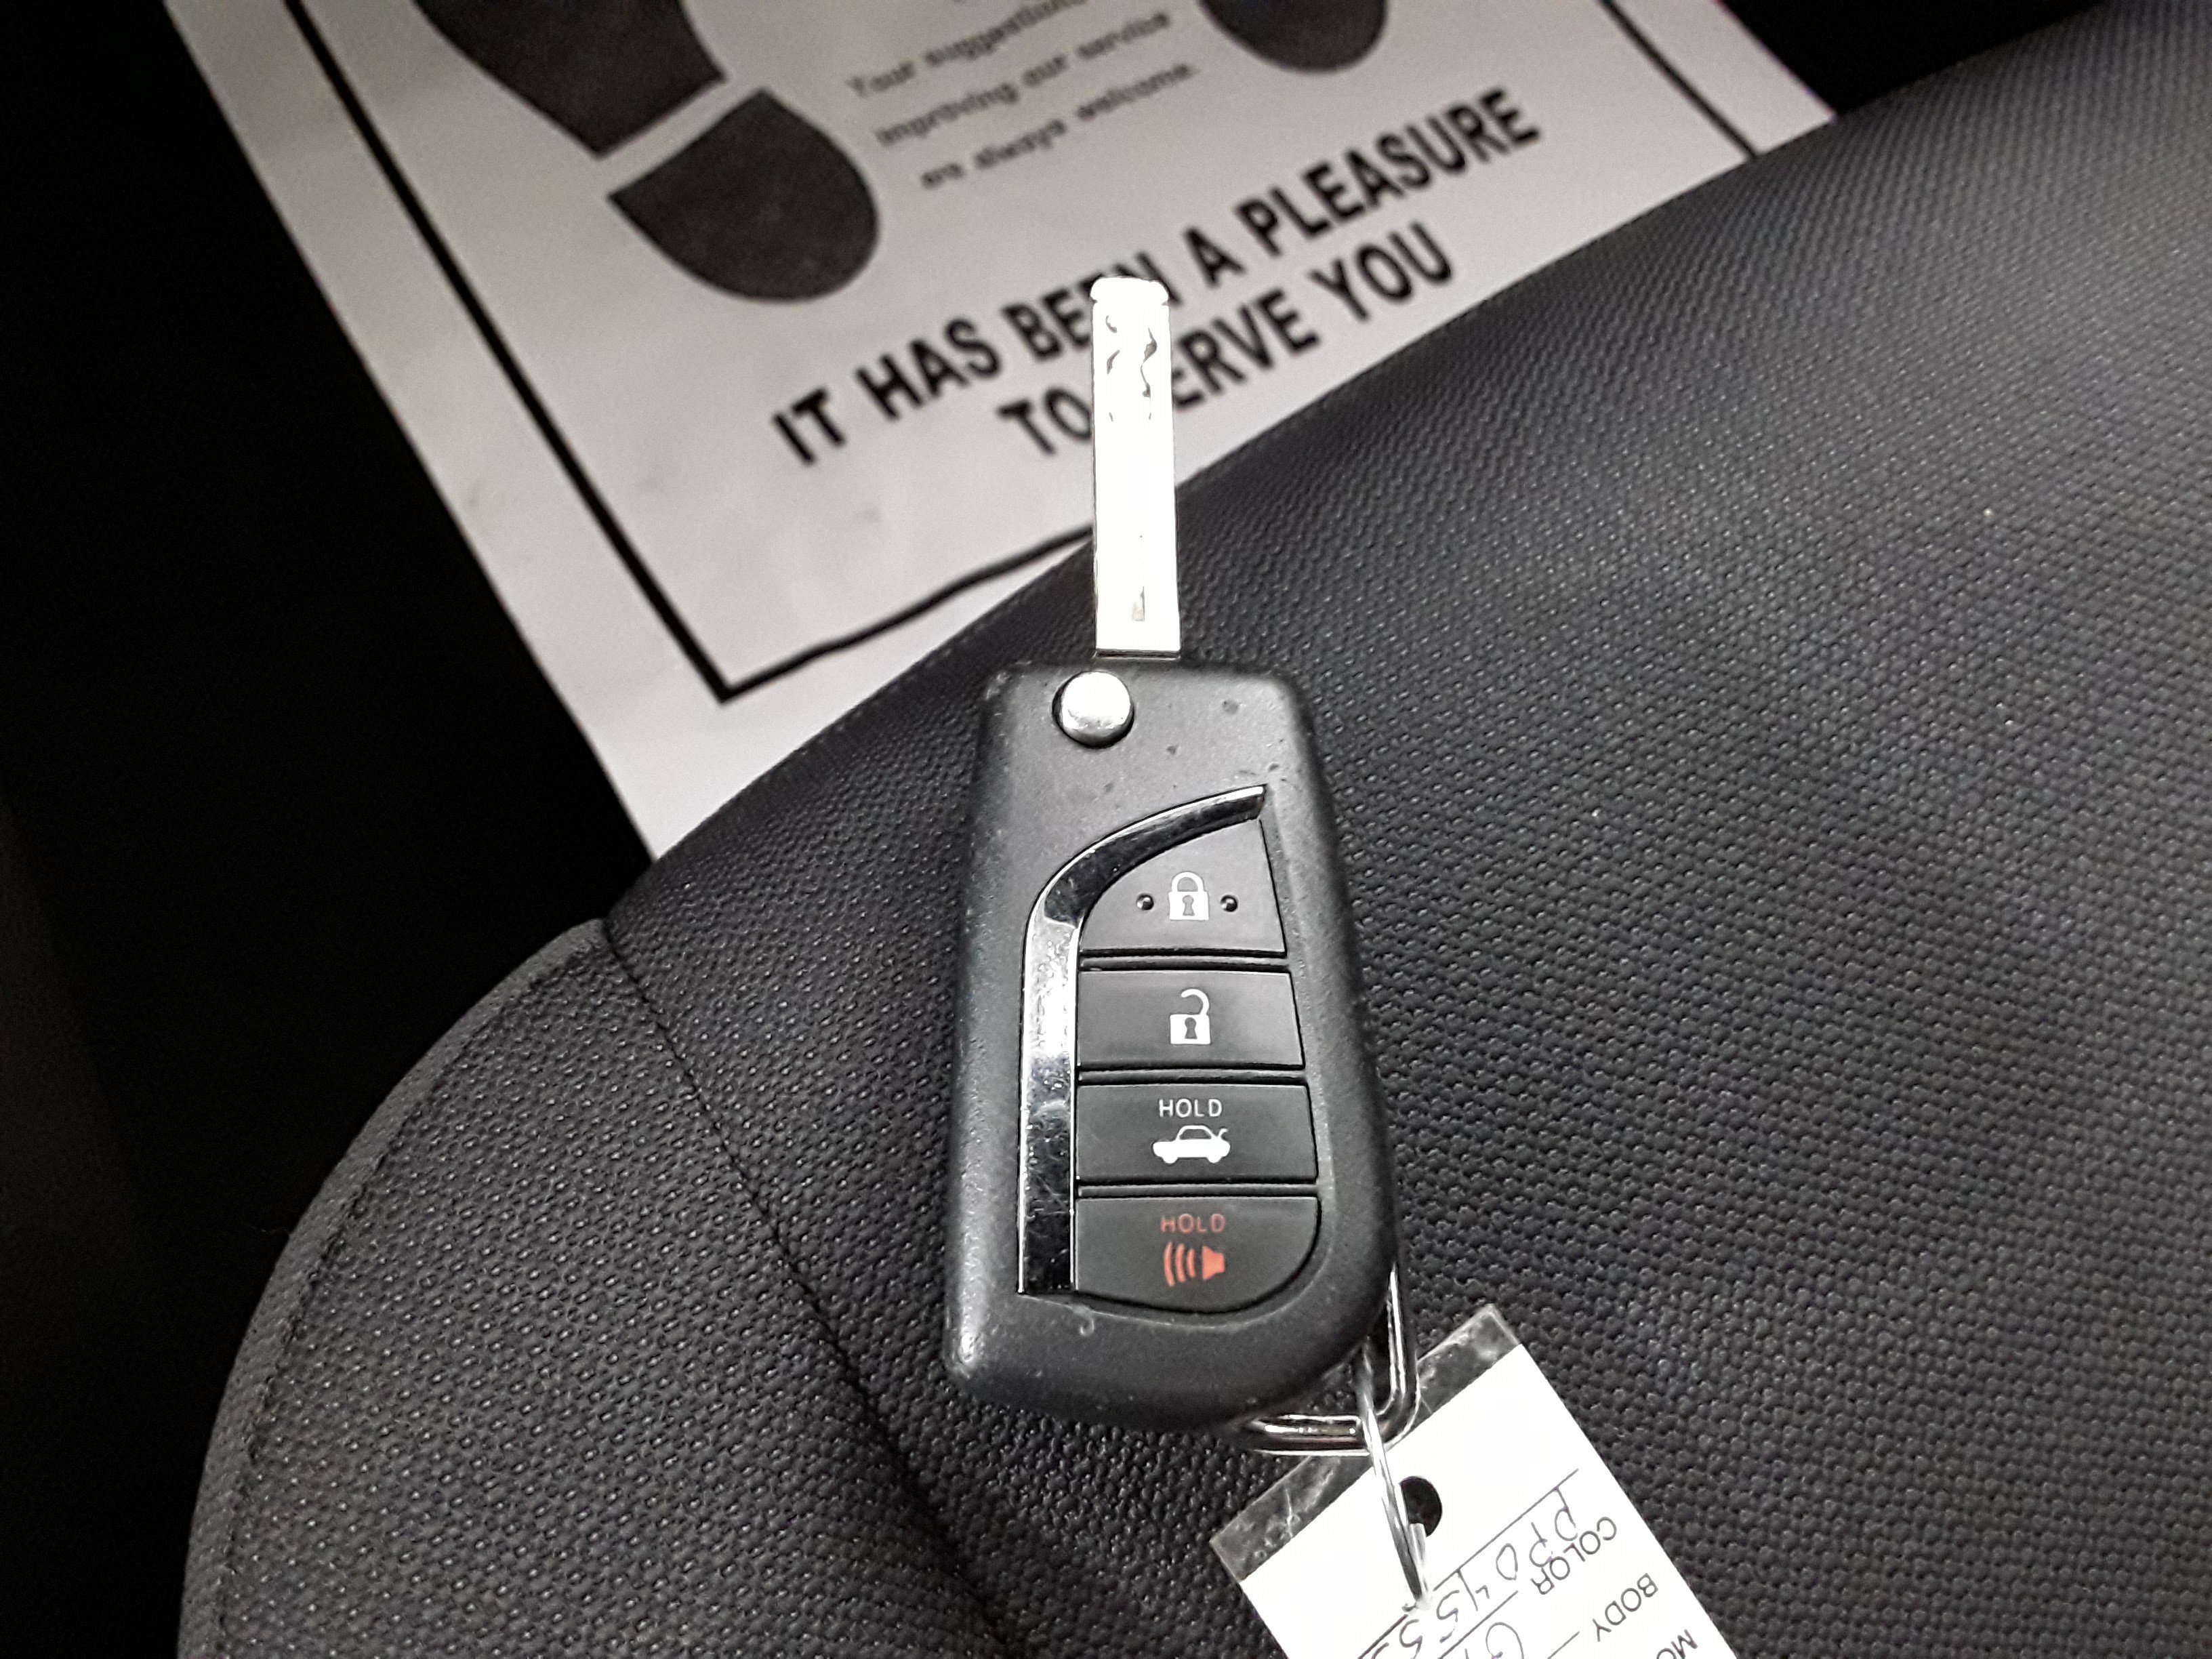 Your suggestions,
improving our service
are always welcome.
IT HAS BEEN A PLEASURE
TO SERVE YOU
HOLD
HOLD
COLOR
BODY